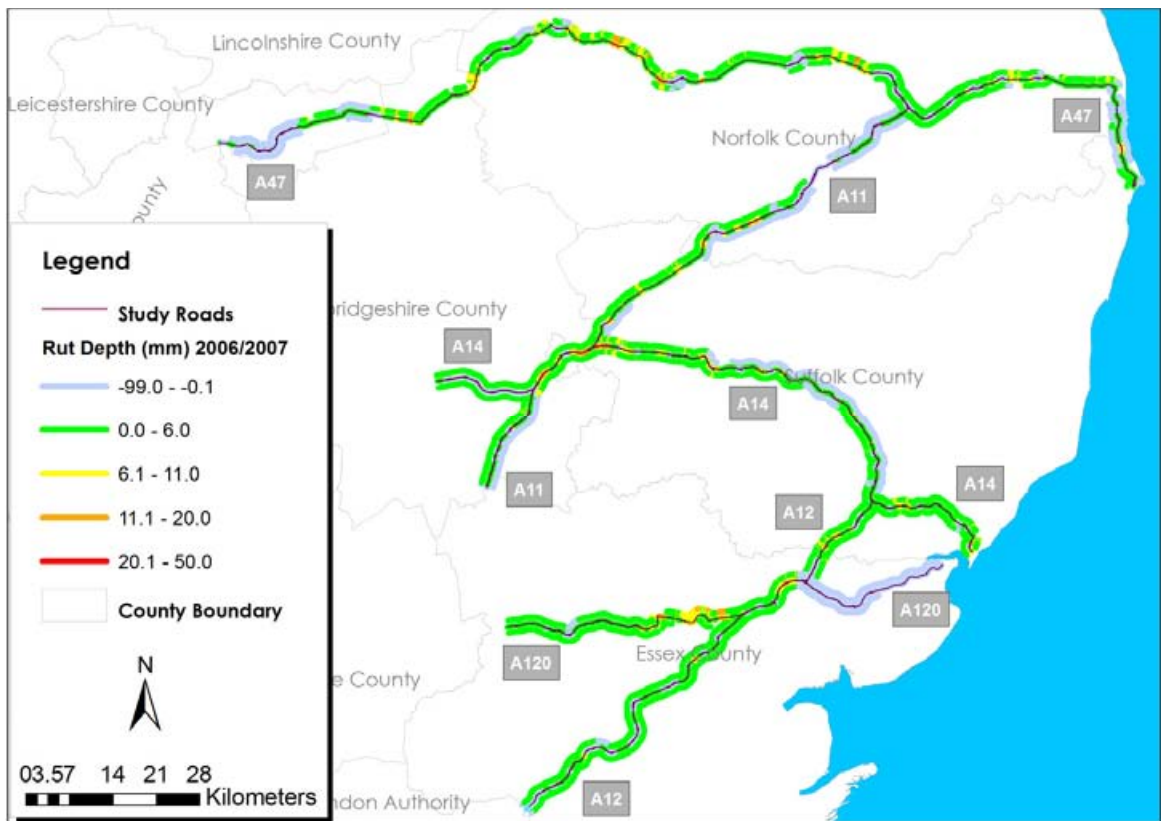 Lincolnshire County
Leicestershire County
Norfolk County
A47
A47
A11
ounty
Legend
Study Roads
Rut Depth (mm) 2006/2007
-99.0 - -0.1
0.0 - 6.0
6.1 - 11.0
11.1 - 20.0
20.1 - 50.0
County Boundary
N
03.57 14 21 28
Kilometers
bridgeshire County
A14
Suffolk County
A14
A11
A14
A12
A120
A120
Essex County
e County
A12
ndon Authority